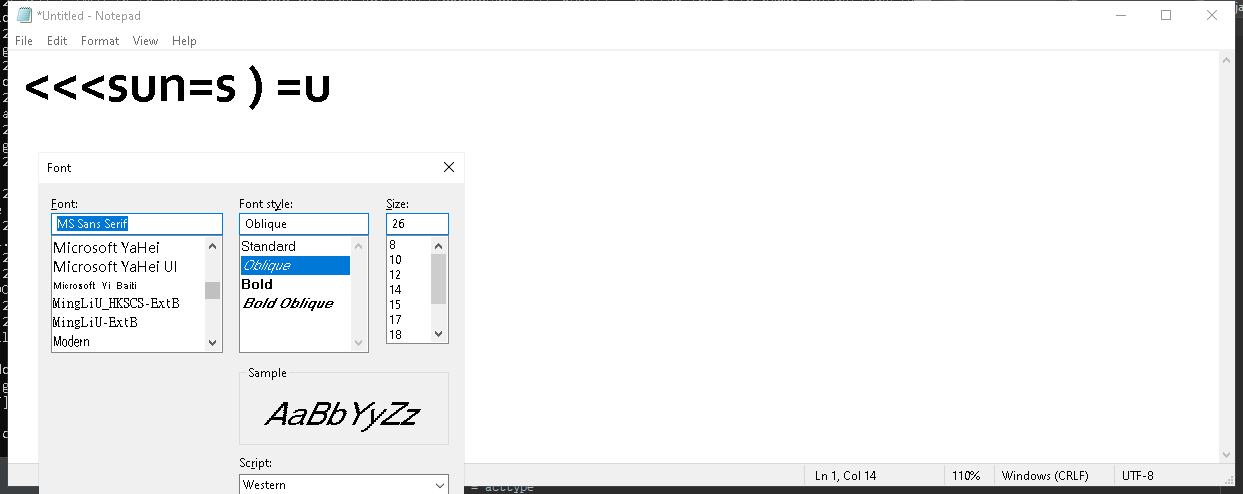 *Untitled - Notepad
File Edit Format View Help
<<<sun=s ) =u
Font
Font: Font style: Size:
MS Sans Serif Oblique 26
Microsoft YaHei Standard 8
Microsoft YaHei UI Oblique 10
Microsoft Yi Baiti Bold 12
MingLiU_HKSCS-ExtB Bold Oblique 14
MingLiU-ExtB 15
Modern 17
18
Sample
AaBbYyZz
Script:
Western
Ln 1, Col 14 110% Windows (CRLF) UTF-8
= acctype